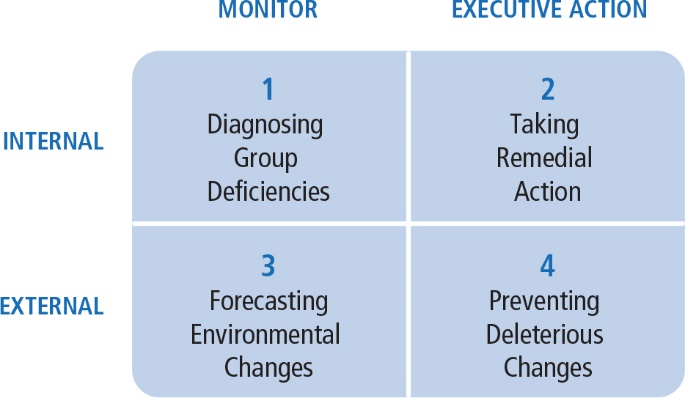 MONITOR
EXECUTIVE ACTION
INTERNAL
1
Diagnosing
Group
Deficiencies
2
Taking
Remedial
Action
EXTERNAL
3
Forecasting
Environmental
Changes
4
Preventing
Deleterious
Changes